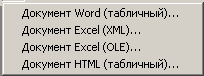 Документ Word (табличный)...
Документ Excel (XML)...
Документ Excel (OLE)...
Документ HTML (табличный)...